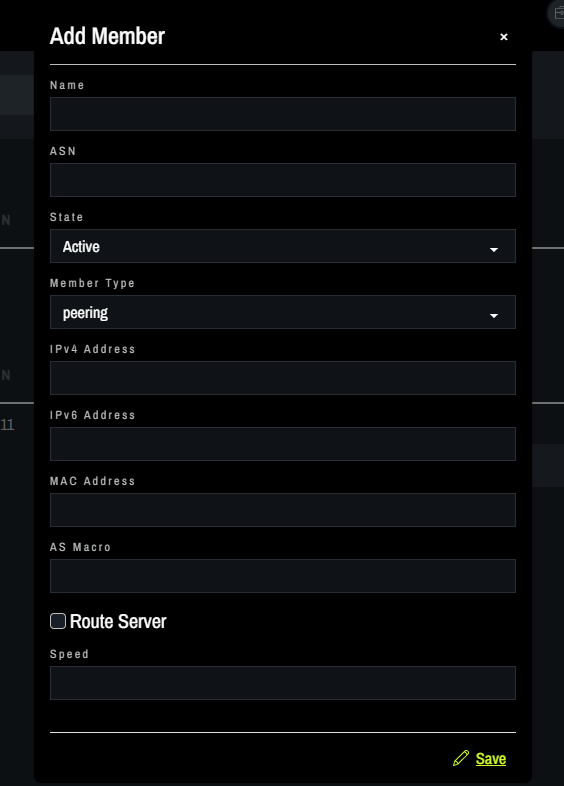 Add Member
×
Name
ASN
State
Active
Member Type
peering
IPv4 Address
IPv6 Address
MAC Address
AS Macro
Route Server
Speed
Save
N
N
11